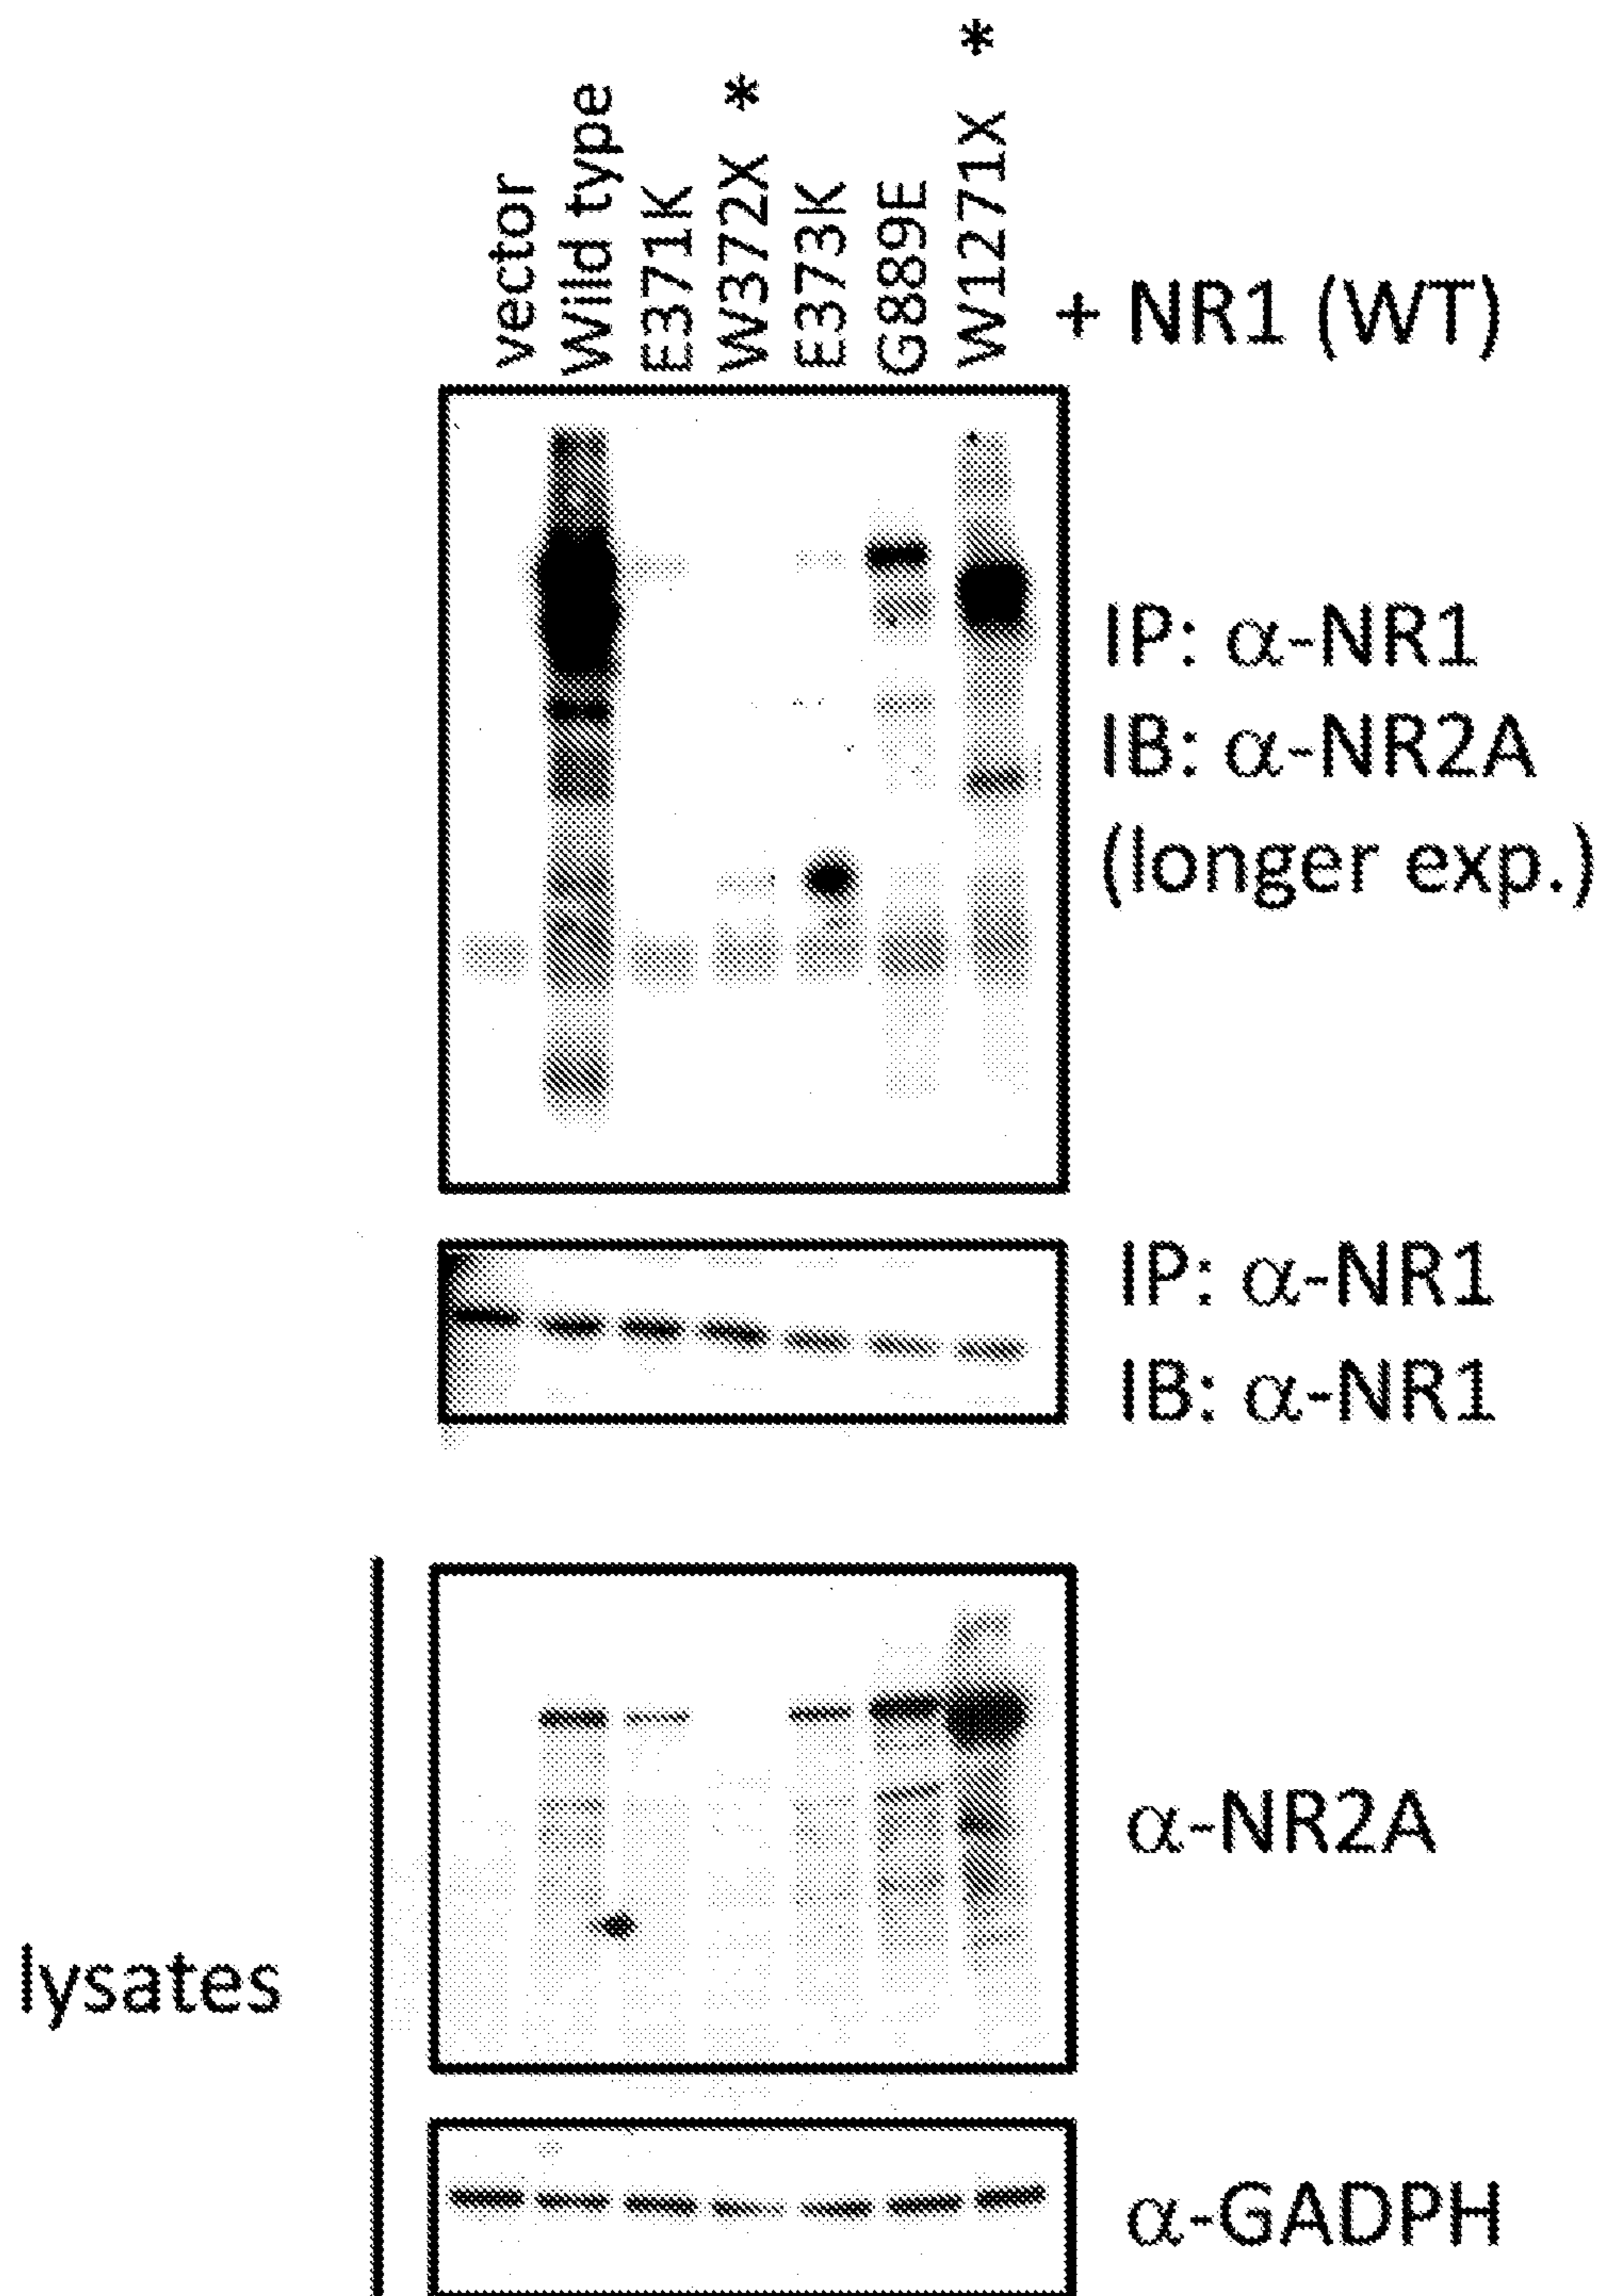 vector
Wild type
E371K
W372X *
E373K
G889E
W1271X *
+ NR1 (WT)
IP: α-NR1
IB: α-NR2A
(longer exp.)
IP: α-NR1
IB: α-NR1
lysates
α-NR2A
α-GADPH